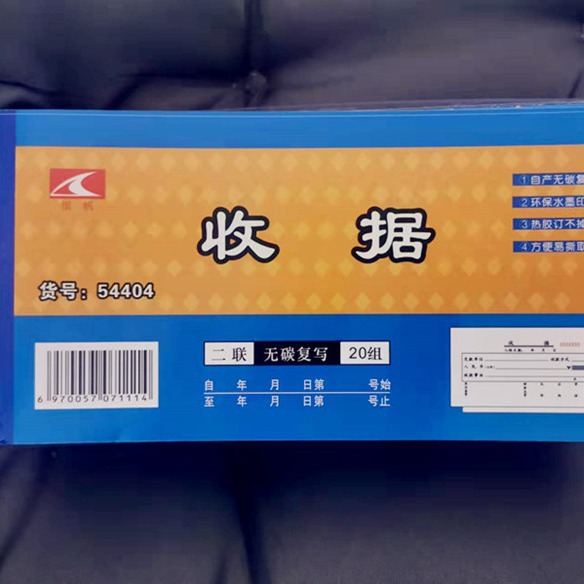 收 据
货号：54404
1 自产无碳复
2 环保水墨印
3 热胶订不掉
4 方便易撕取
二联 无碳复写 20组
自 年 月 日第 号始
至 年 月 日第 号止
6 970057 071114
收 据